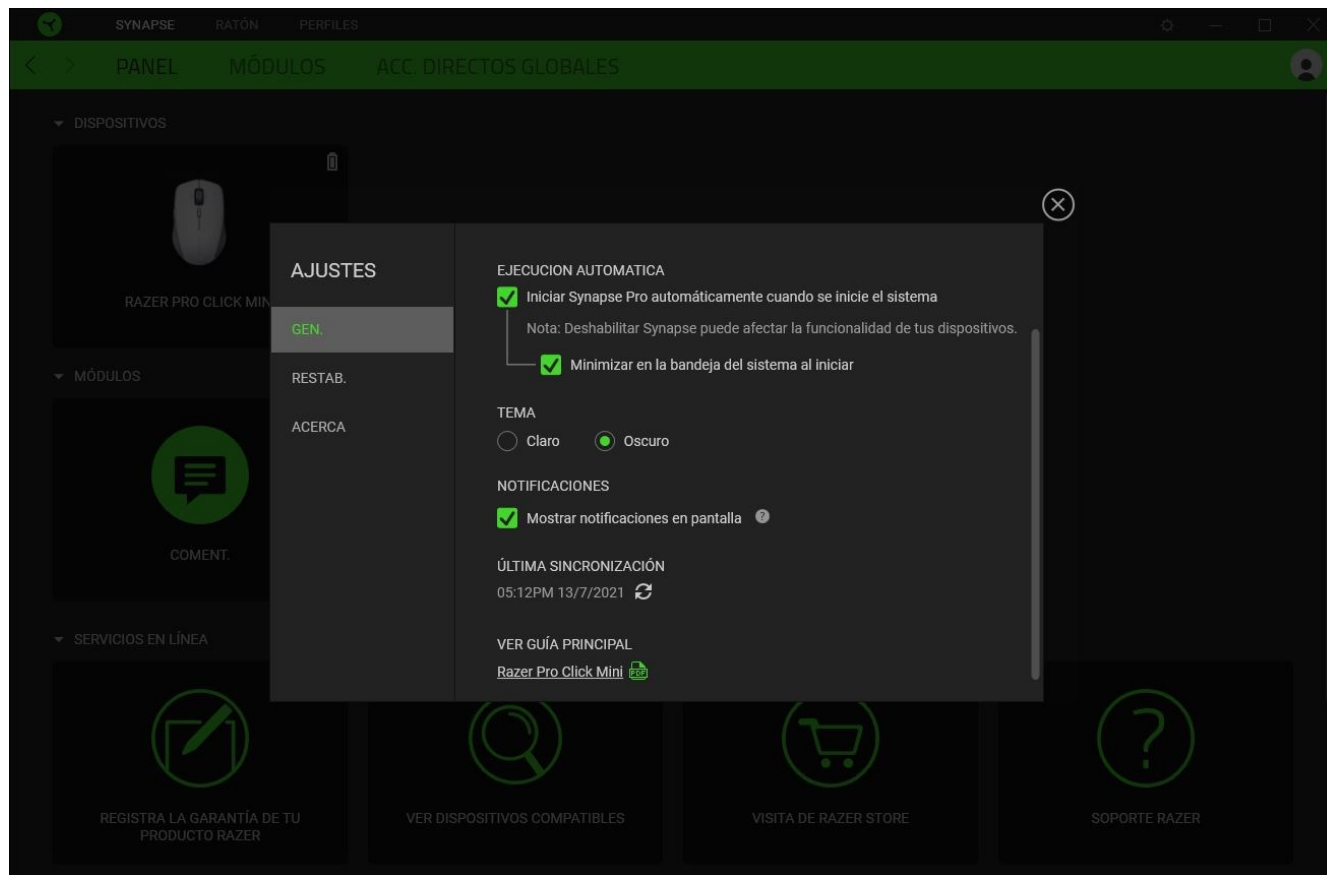 SYNAPSE RATÓN PERFILES
PANEL MÓDULOS ACC. DIRECTOS GLOBALES
DISPOSITIVOS
RAZER PRO CLICK MIN
MÓDULOS
COMENT.
SERVICIOS EN LÍNEA
REGISTRA LA GARANTÍA DE TU
PRODUCTO RAZER
VER DISPOSITIVOS COMPATIBLES
VISITA DE RAZER STORE
SOPORTE RAZER
AJUSTES
GEN.
RESTAB.
ACERCA
EJECUCION AUTOMATICA
Iniciar Synapse Pro automáticamente cuando se inicie el sistema
Nota: Deshabilitar Synapse puede afectar la funcionalidad de tus dispositivos.
Minimizar en la bandeja del sistema al iniciar
TEMA
Claro Oscuro
NOTIFICACIONES
Mostrar notificaciones en pantalla ?
ÚLTIMA SINCRONIZACIÓN
05:12PM 13/7/2021
VER GUÍA PRINCIPAL
Razer Pro Click Mini PDF